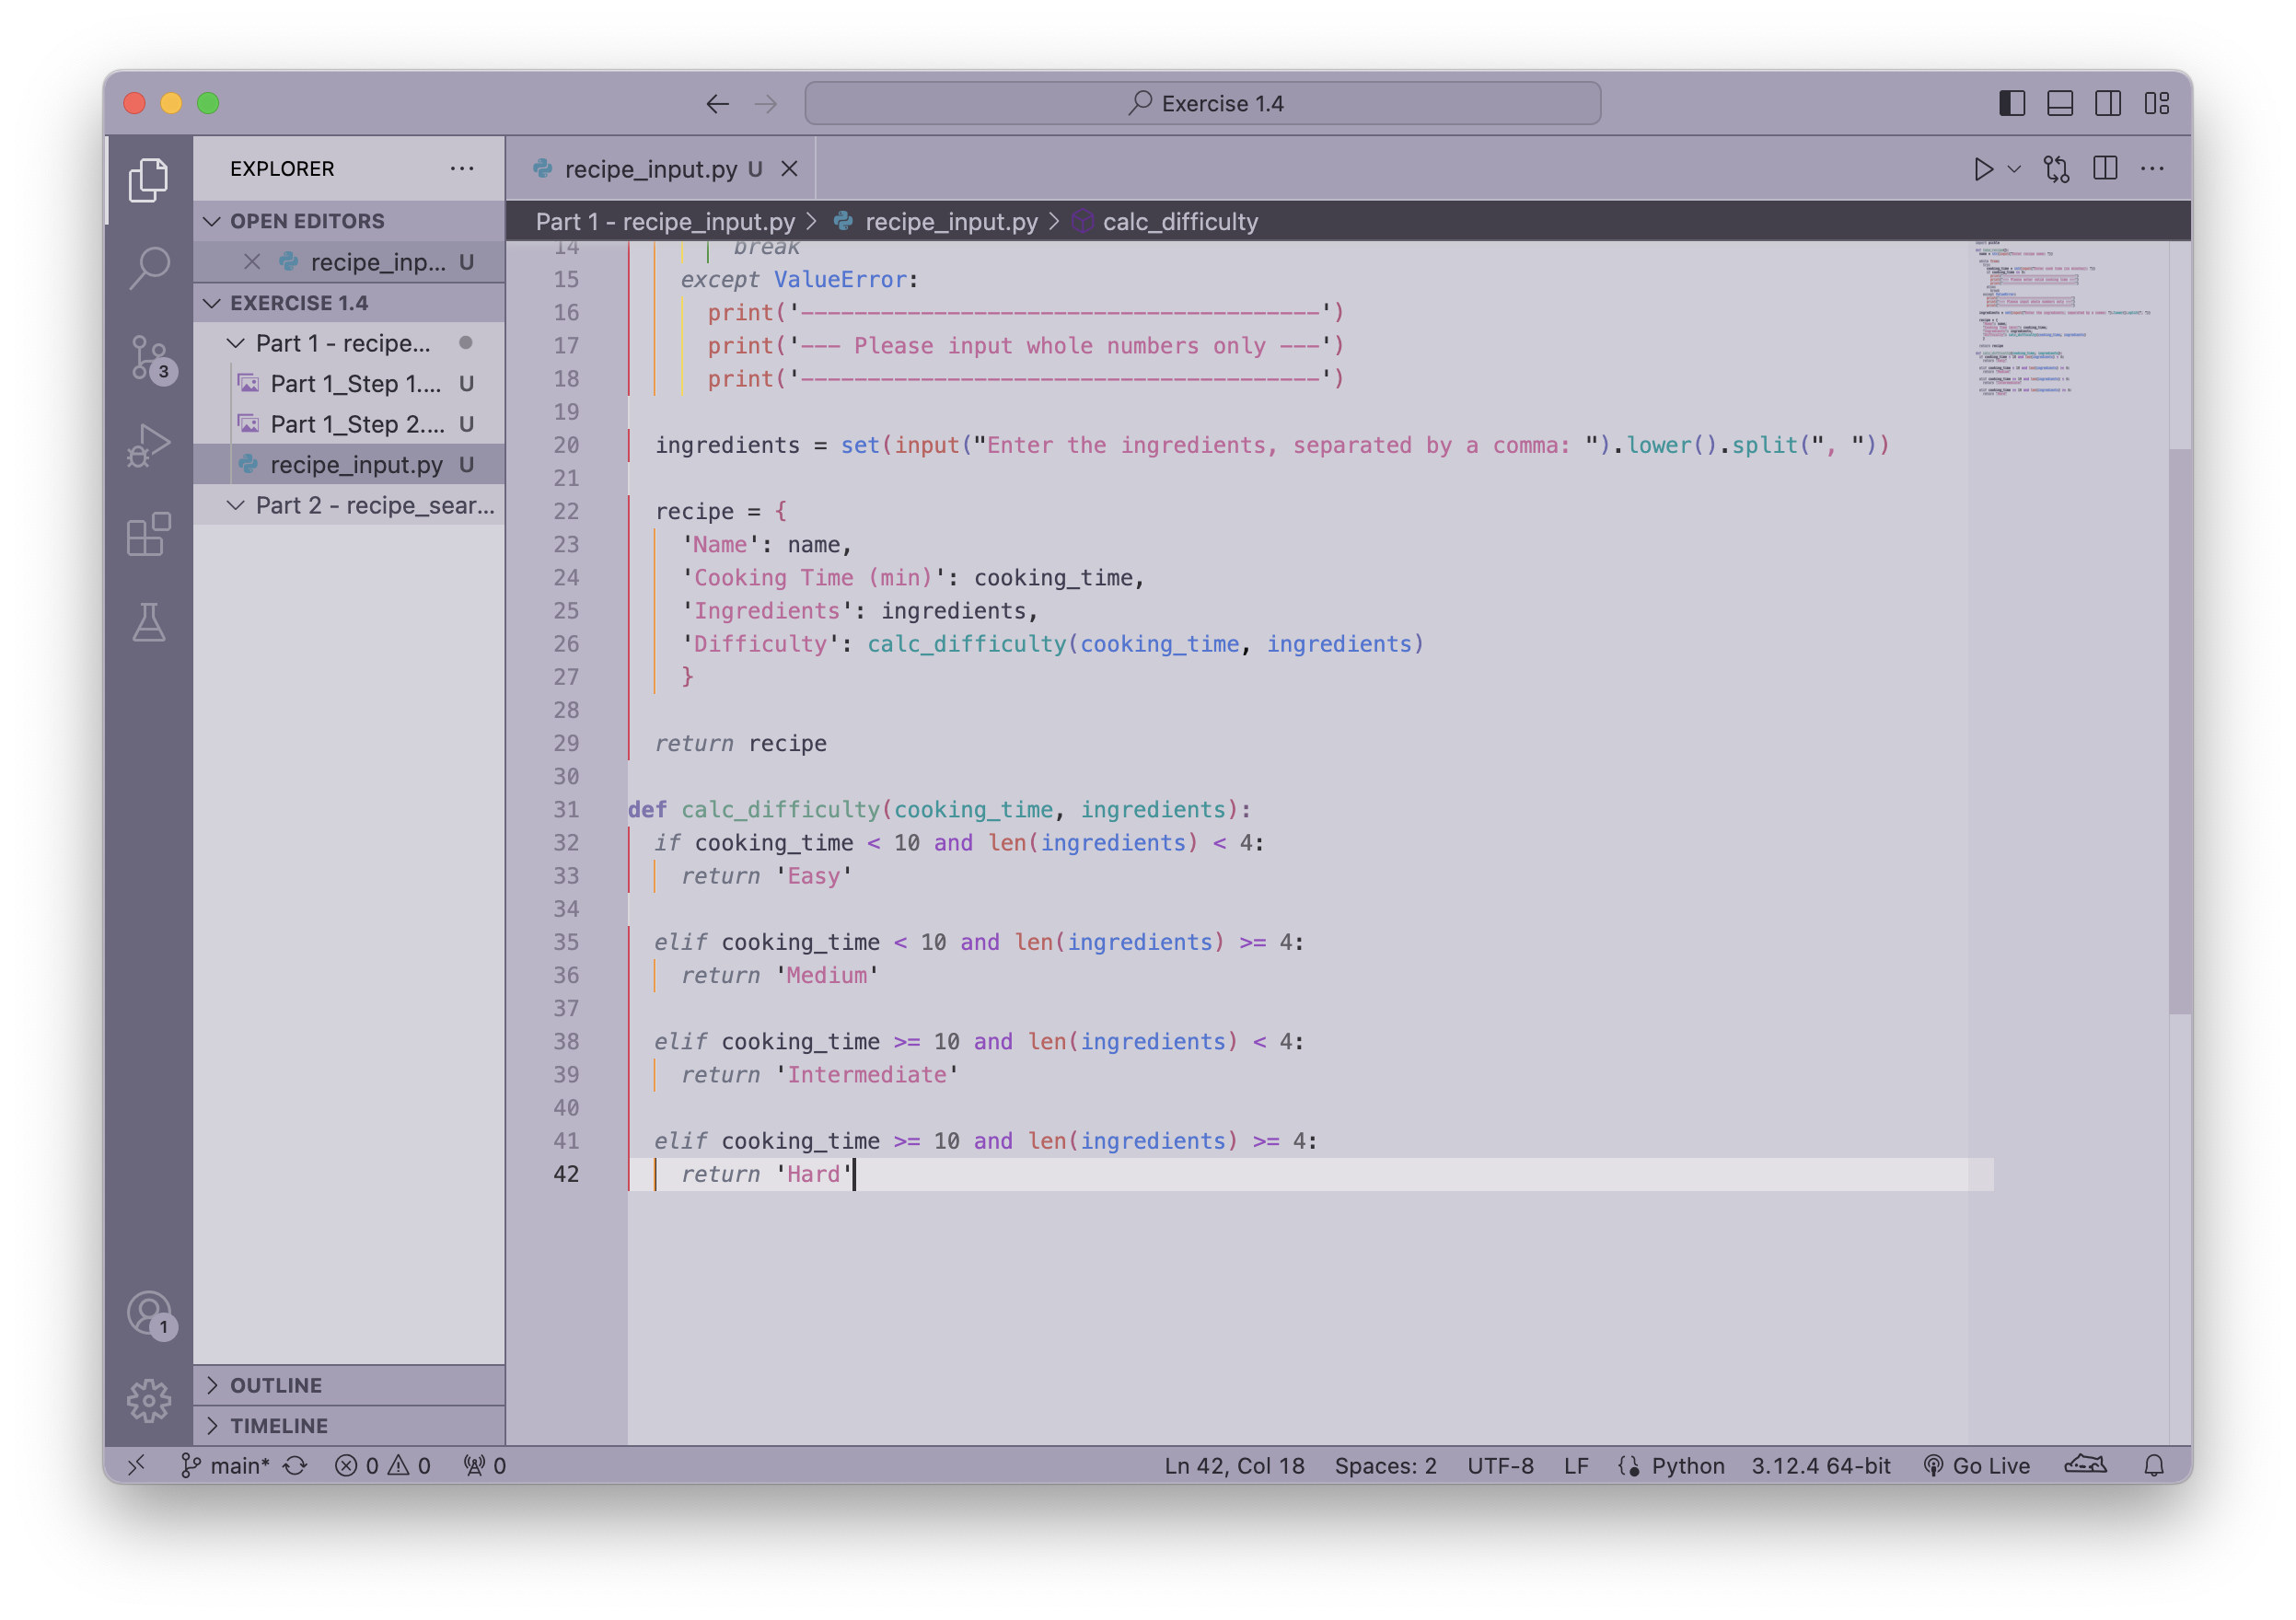 Exercise 1.4
EXPLORER
recipe_input.py U
OPEN EDITORS
Part 1 - recipe_input.py > recipe_input.py > calc_difficulty
recipe_inp... U
EXERCISE 1.4
Part 1 - recipe...
Part 1_Step 1.... U
Part 1_Step 2.... U
recipe_input.py U
Part 2 - recipe_sear...
3
1
OUTLINE
TIMELINE
14 break
15 except ValueError:
16 print('---------------------------------------')
17 print('--- Please input whole numbers only ---')
18 print('---------------------------------------')
19
20 ingredients = set(input("Enter the ingredients, separated by a comma: ").lower().split(", "))
21
22 recipe = {
23 'Name': name,
24 'Cooking Time (min)': cooking_time,
25 'Ingredients': ingredients,
26 'Difficulty': calc_difficulty(cooking_time, ingredients)
27 }
28
29 return recipe
30
31 def calc_difficulty(cooking_time, ingredients):
32 if cooking_time < 10 and len(ingredients) < 4:
33 return 'Easy'
34
35 elif cooking_time < 10 and len(ingredients) >= 4:
36 return 'Medium'
37
38 elif cooking_time >= 10 and len(ingredients) < 4:
39 return 'Intermediate'
40
41 elif cooking_time >= 10 and len(ingredients) >= 4:
42 return 'Hard'
main* 0 0 0 Ln 42, Col 18 Spaces: 2 UTF-8 LF Python 3.12.4 64-bit Go Live